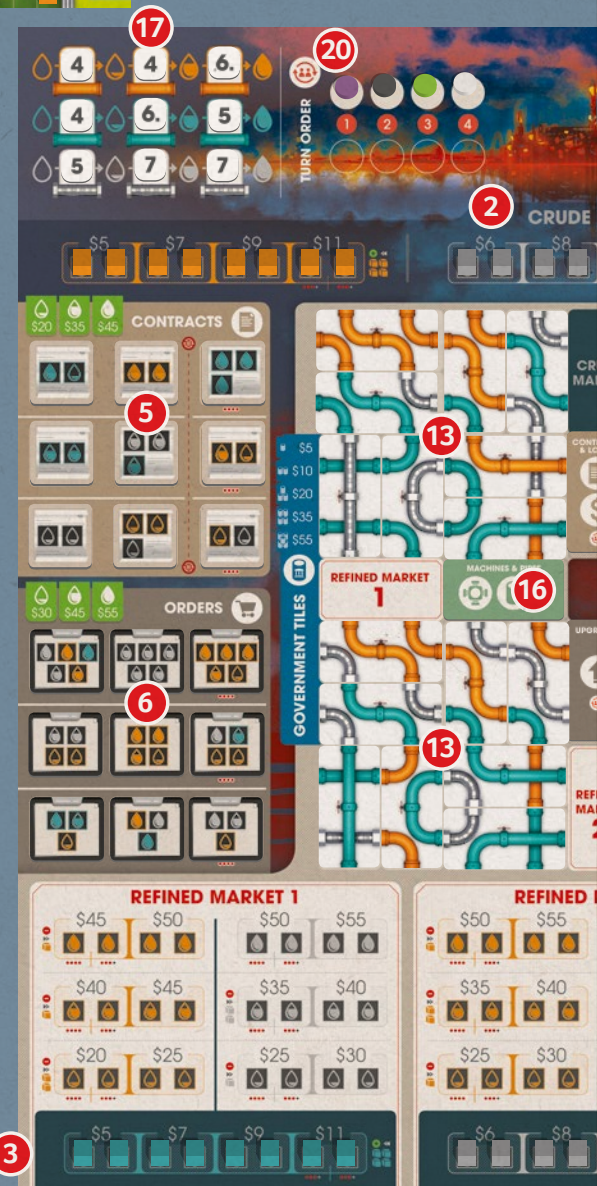 17
4 4 6.
20
4 6. 5
TURN ORDER
1 2 3 4
5 7 7
2
CRUDE
$5 $7 $9 $11
$6 $8
$20 $35 $45
CONTRACTS
5
13
$5
$10
$20
$35
$55
GOVERNMENT TILES
REFINED MARKET
1
MACHINES & PIPES
16
$30 $45 $55
ORDERS
6
13
REFINED MARKET 1
$45 $50
$50 $55
$40 $45
$35 $40
$20 $25
$25 $30
$5 $7 $9 $11
3
REFINED
$50 $55
$35 $40
$25 $30
$6 $8